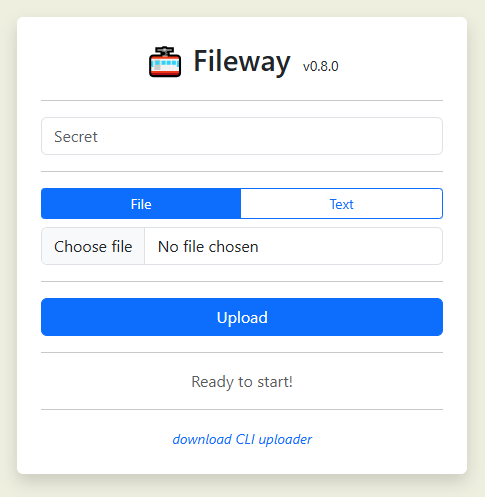 Fileway v0.8.0
Secret
File Text
Choose file No file chosen
Upload
Ready to start!
download CLI uploader